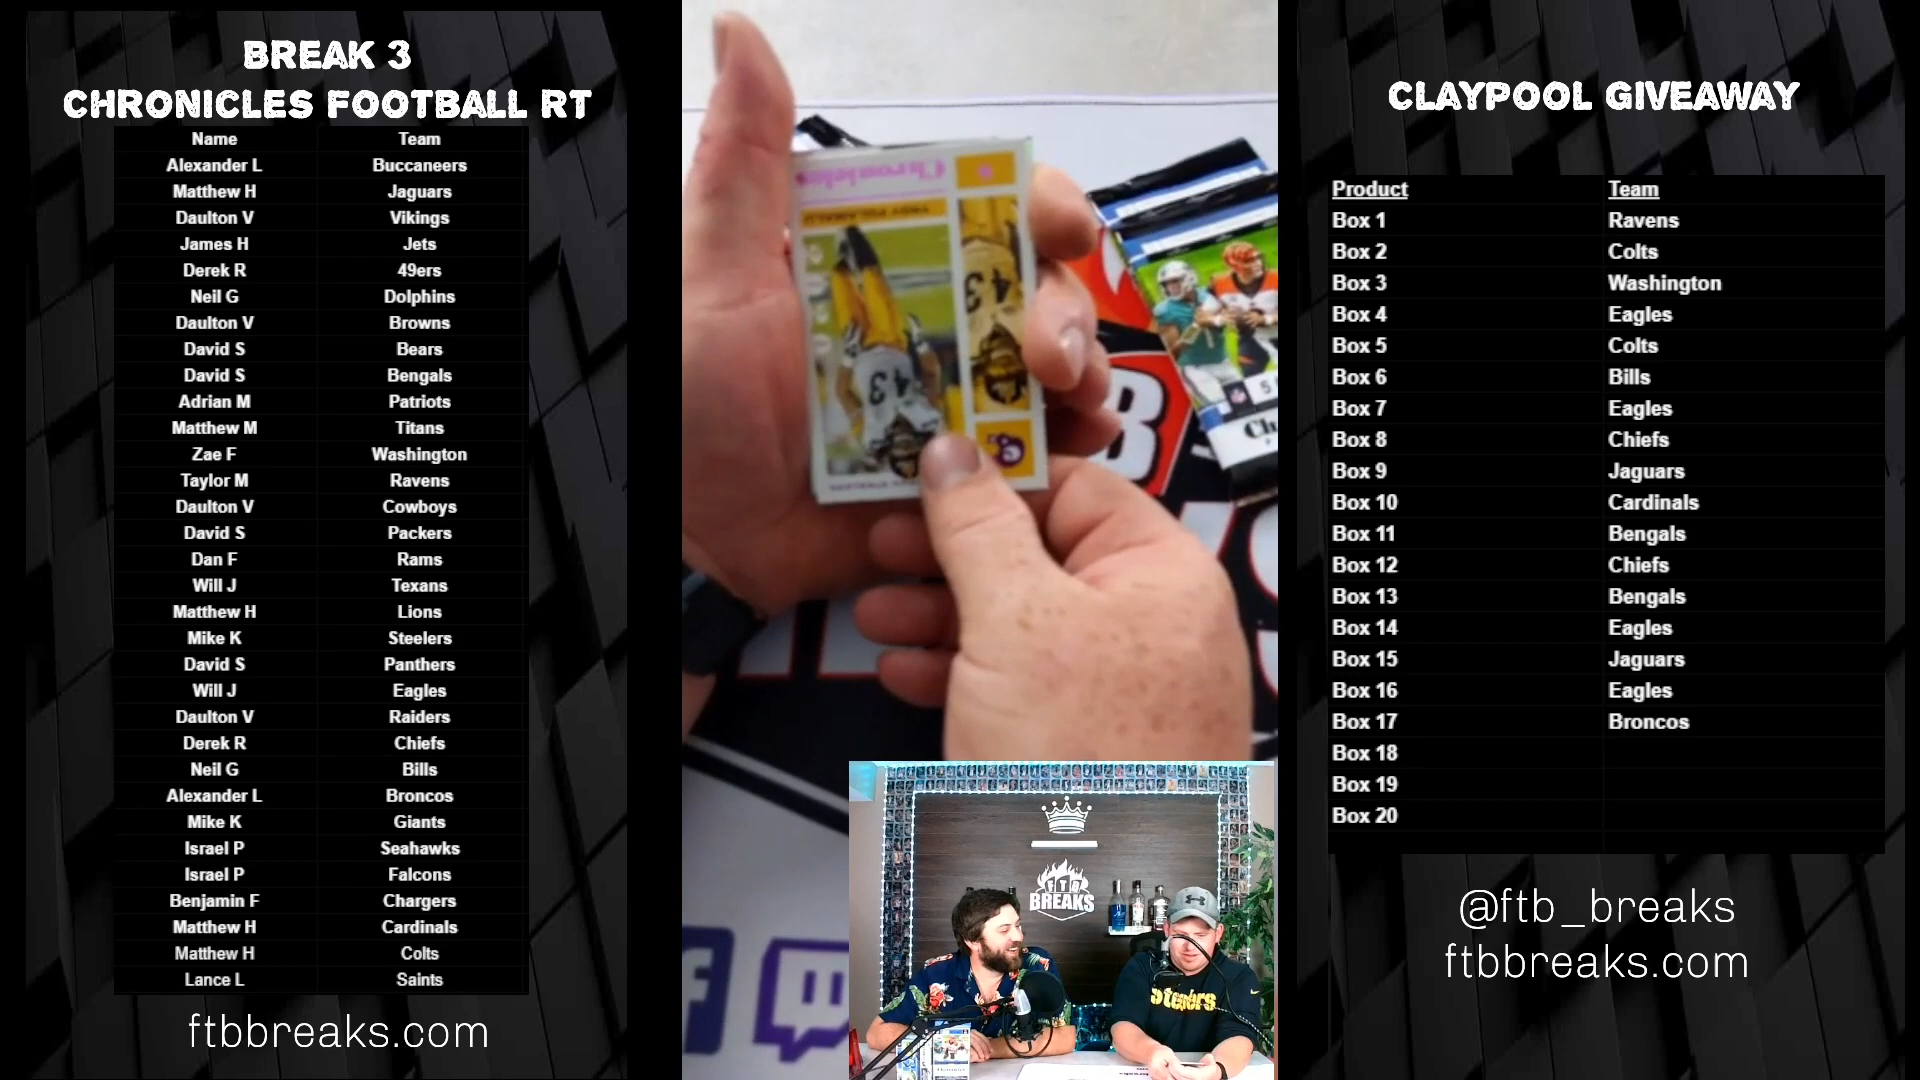 BREAK 3
CHRONICLES FOOTBALL RT
Name Team
Alexander L Buccaneers
Matthew H Jaguars
Daulton V Vikings
James H Jets
Derek R 49ers
Neil G Dolphins
Daulton V Browns
David S Bears
David S Bengals
Adrian M Patriots
Matthew M Titans
Zae F Washington
Taylor M Ravens
Daulton V Cowboys
David S Packers
Dan F Rams
Will J Texans
Matthew H Lions
Mike K Steelers
David S Panthers
Will J Eagles
Daulton V Raiders
Derek R Chiefs
Neil G Bills
Alexander L Broncos
Mike K Giants
Israel P Seahawks
Israel P Falcons
Benjamin F Chargers
Matthew H Cardinals
Matthew H Colts
Lance L Saints
ftbbreaks.com
Chronicles
TROY POLAMALU
43
43
FTB
BREAKS
Steelers
CLAYPOOL GIVEAWAY
Product Team
Box 1 Ravens
Box 2 Colts
Box 3 Washington
Box 4 Eagles
Box 5 Colts
Box 6 Bills
Box 7 Eagles
Box 8 Chiefs
Box 9 Jaguars
Box 10 Cardinals
Box 11 Bengals
Box 12 Chiefs
Box 13 Bengals
Box 14 Eagles
Box 15 Jaguars
Box 16 Eagles
Box 17 Broncos
Box 18
Box 19
Box 20
@ftb_breaks
ftbbreaks.com